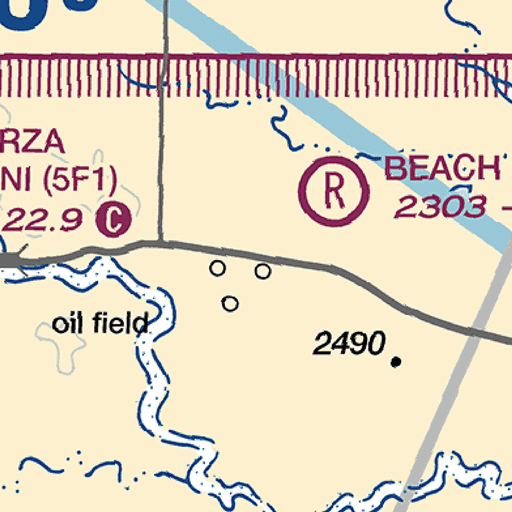 RZA
NI (5F1)
22.9 C
R
BEACH
2303 -
oil field
2490